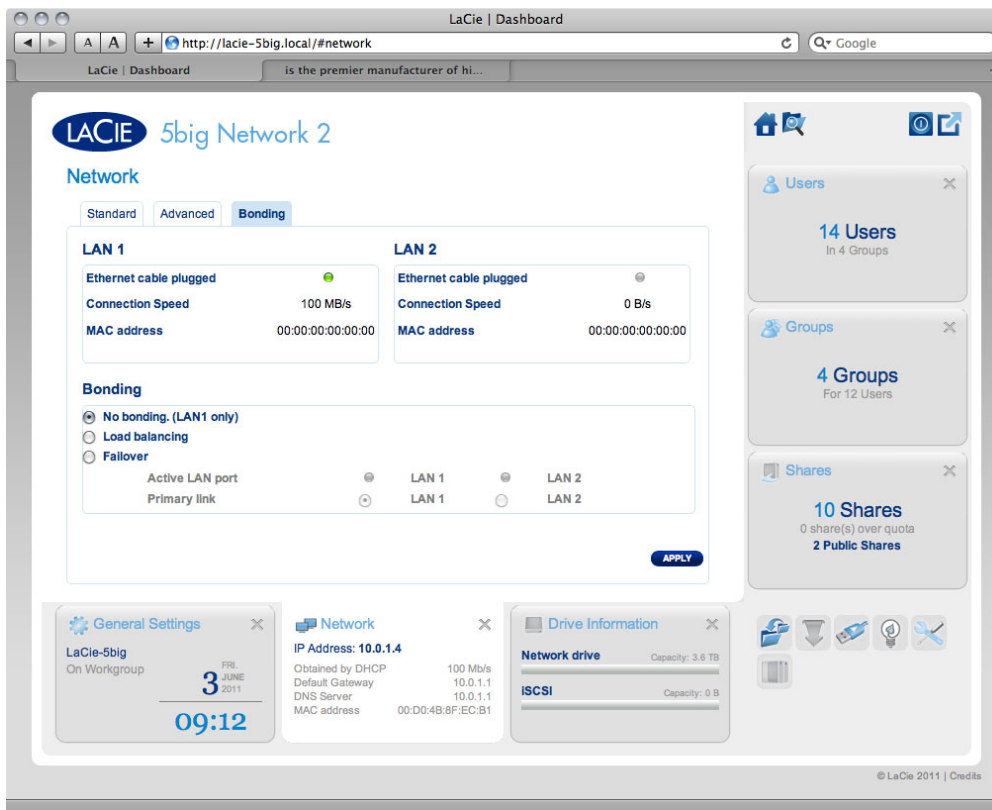 LaCie | Dashboard
A A + http://lacie-5big.local/#network Google
LaCie | Dashboard is the premier manufacturer of hi...
LACIE 5big Network 2
Network
Standard Advanced Bonding
LAN 1 LAN 2
Ethernet cable plugged Ethernet cable plugged
Connection Speed 100 MB/s Connection Speed 0 B/s
MAC address 00:00:00:00:00:00 MAC address 00:00:00:00:00:00
Bonding
No bonding. (LAN1 only)
Load balancing
Failover
Active LAN port LAN 1 LAN 2
Primary link LAN 1 LAN 2
APPLY
Users
14 Users
In 4 Groups
Groups
4 Groups
For 12 Users
Shares
10 Shares
0 share(s) over quota
2 Public Shares
General Settings
LaCie-5big
On Workgroup
FRI.
3 JUNE
2011
09:12
Network
IP Address: 10.0.1.4
Obtained by DHCP 100 Mb/s
Default Gateway 10.0.1.1
DNS Server 10.0.1.1
MAC address 00:D0:4B:8F:EC:B1
Drive Information
Network drive Capacity: 3.6 TB
iSCSI Capacity: 0 B
© LaCie 2011 | Credits